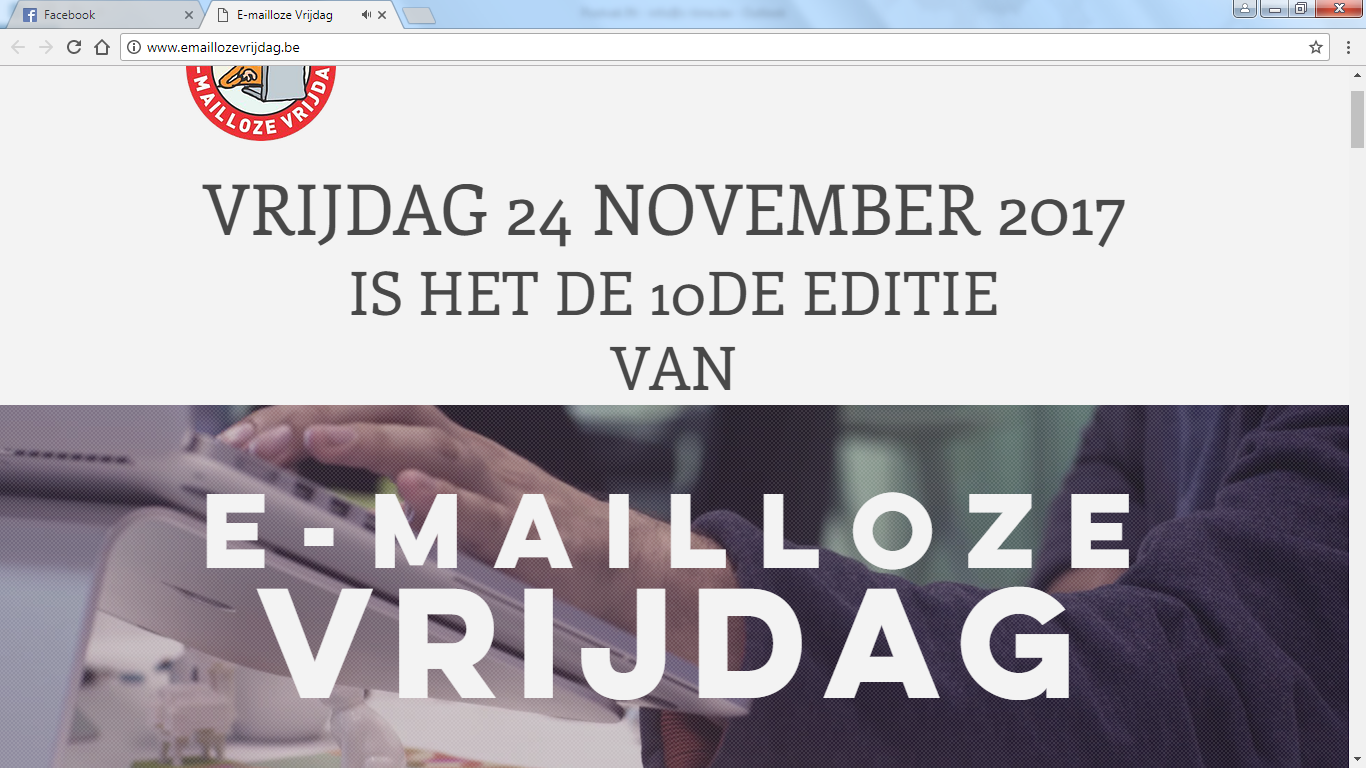 Facebook
E-mailloze Vrijdag
www.emaillozevrijdag.be
-MAILLOZE VRIJDA
VRIJDAG 24 NOVEMBER 2017
IS HET DE 10DE EDITIE
VAN
E-MAILLOZE
VRIJDAG